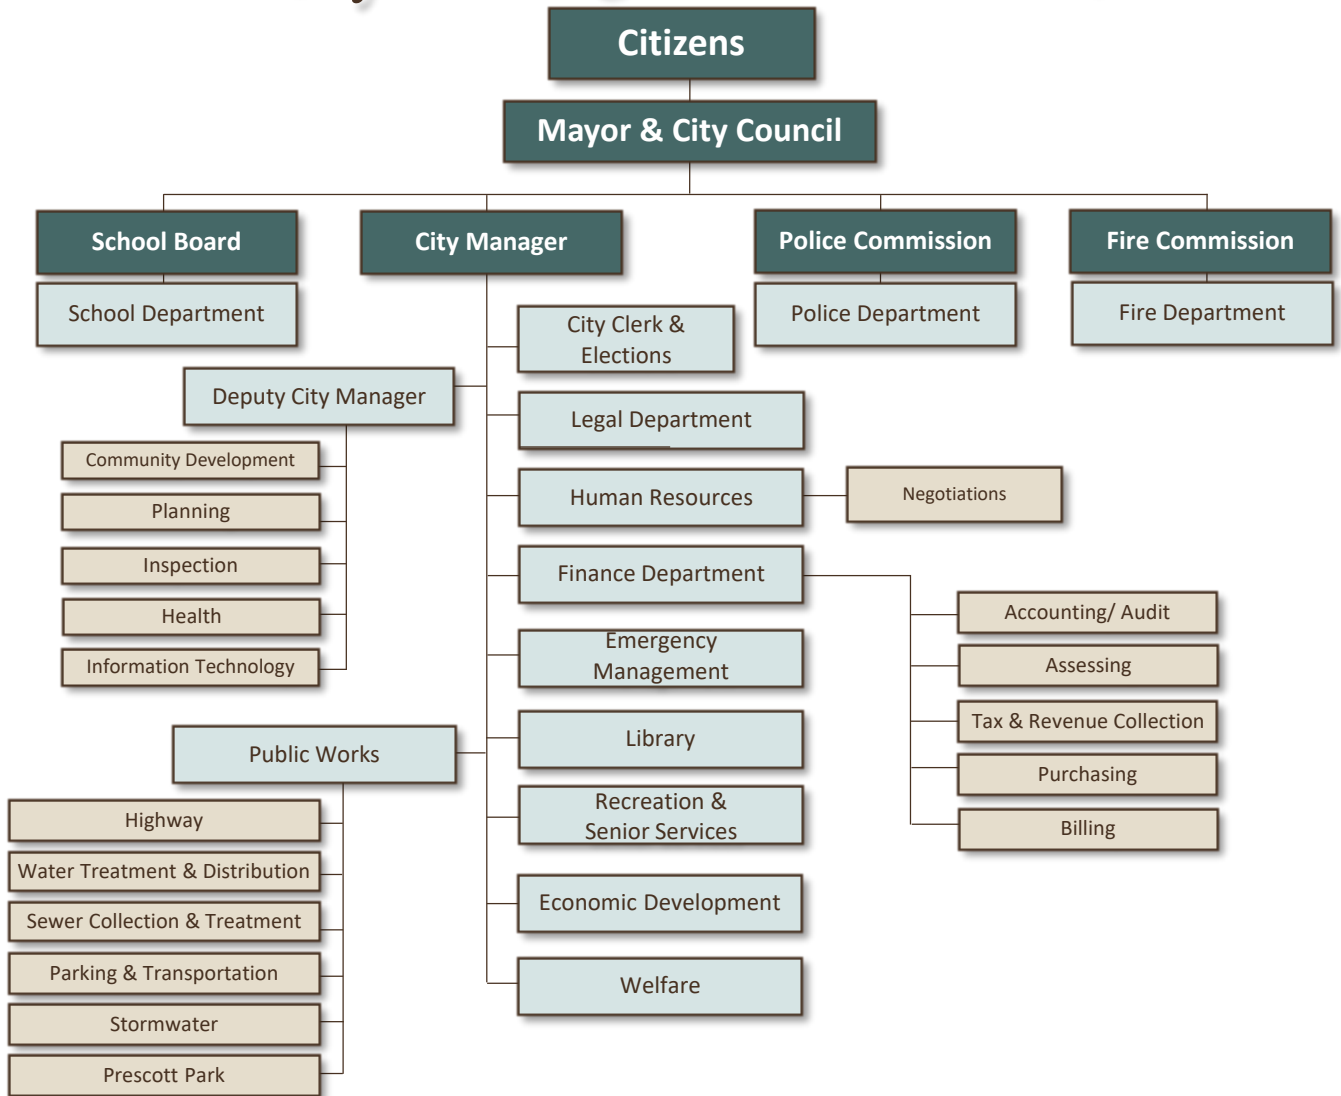 Citizens
Mayor & City Council
School Board
City Manager
Police Commission
Fire Commission
School Department
Police Department
Fire Department
City Clerk &
Elections
Deputy City Manager
Legal Department
Community Development
Planning
Inspection
Health
Information Technology
Human Resources
Negotiations
Finance Department
Accounting/ Audit
Assessing
Tax & Revenue Collection
Purchasing
Billing
Emergency
Management
Library
Public Works
Recreation &
Senior Services
Highway
Water Treatment & Distribution
Sewer Collection & Treatment
Parking & Transportation
Stormwater
Prescott Park
Economic Development
Welfare